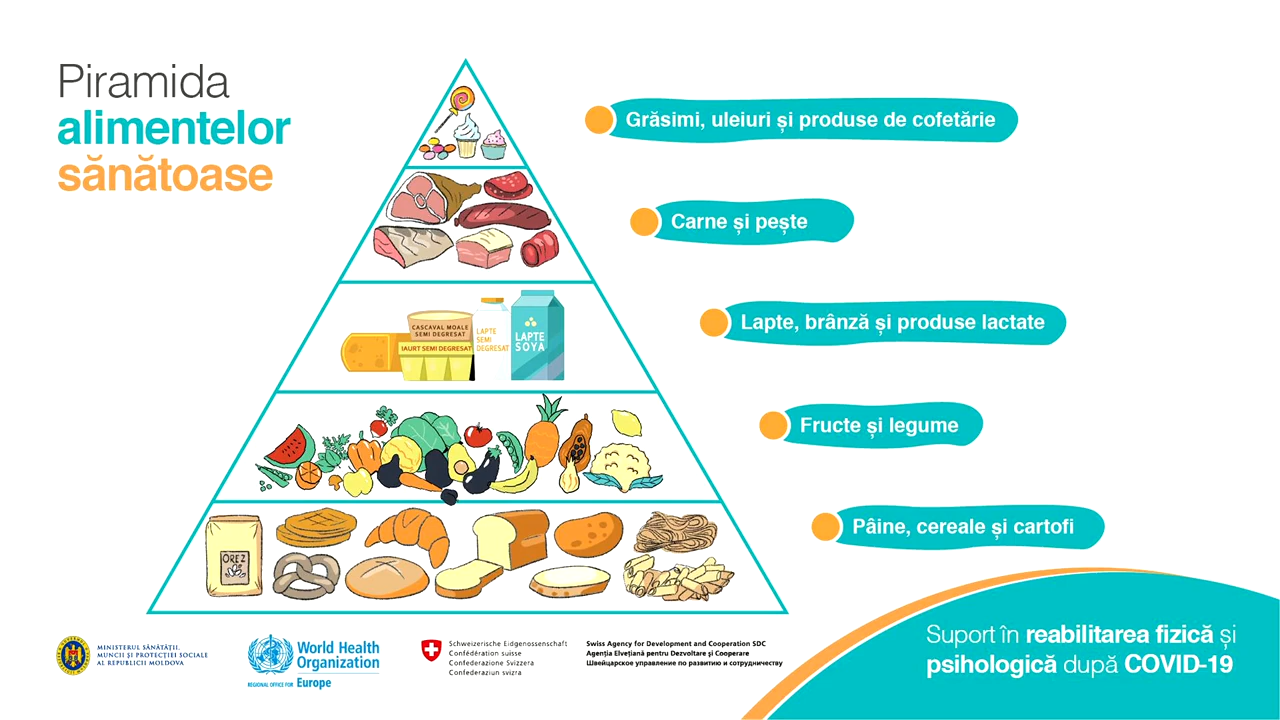 Piramida
alimentelor
sănătoase
Grăsimi, uleiuri și produse de cofetărie
Carne și pește
CASCAVAL MOALE
SEMI DEGRESAT
IAURT SEMI DEGRESAT
LAPTE
SEMI
DEGRESAT
LAPTE
SOYA
Lapte, brânză și produse lactate
Fructe și legume
OREZ
Pâine, cereale și cartofi
MINISTERUL SĂNĂTĂȚII,
MUNCII ȘI PROTECȚIEI SOCIALE
AL REPUBLICII MOLDOVA
World Health
Organization
REGIONAL OFFICE FOR Europe
Schweizerische Eidgenossenschaft
Confédération suisse
Confederazione Svizzera
Confederaziun svizra
Swiss Agency for Development and Cooperation SDC
Agenția Elvețiană pentru Dezvoltare și Cooperare
Швейцарское управление по развитию и сотрудничеству
Suport în reabilitarea fizică și
psihologică după COVID-19